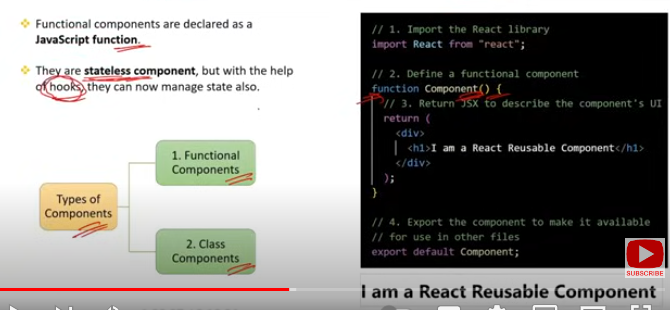 Functional components are declared as a
JavaScript function.
They are stateless component, but with the help
of hooks, they can now manage state also.
Types of
Components
1. Functional
Components
2. Class
Components
// 1. Import the React library
import React from "react";
// 2. Define a functional component
function Component() {
// 3. Return JSX to describe the component's UI
return (
<div>
<h1>I am a React Reusable Component</h1>
</div>
);
}
// 4. Export the component to make it available
// for use in other files
export default Component;
SUBSCRIBE
I am a React Reusable Component